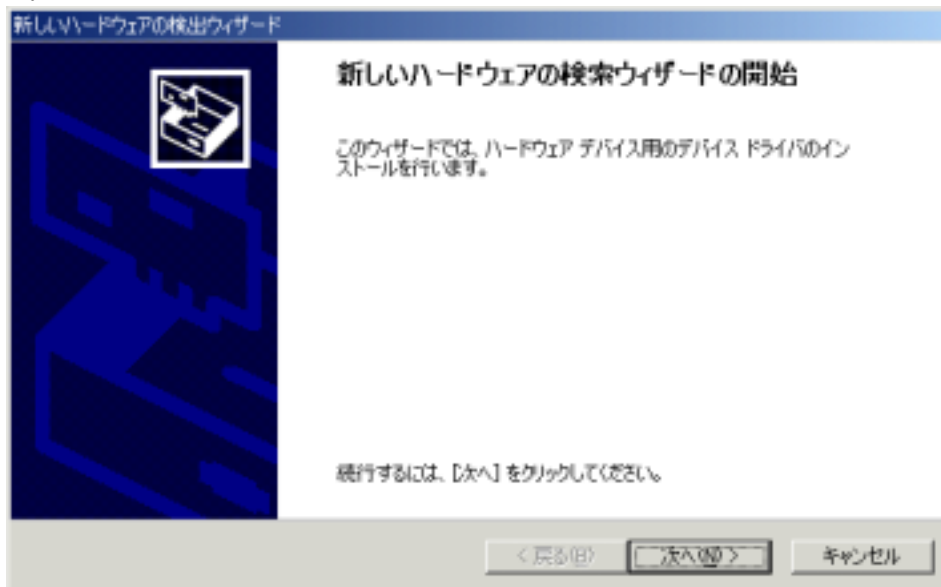 新しいハードウェアの検出ウィザード
新しいハードウェアの検索ウィザードの開始
このウィザードでは、ハードウェア デバイス用のデバイス ドライバのイン
ストールを行います。
続行するには、[次へ] をクリックしてください。
< 戻る(B)
次へ(N) >
キャンセル